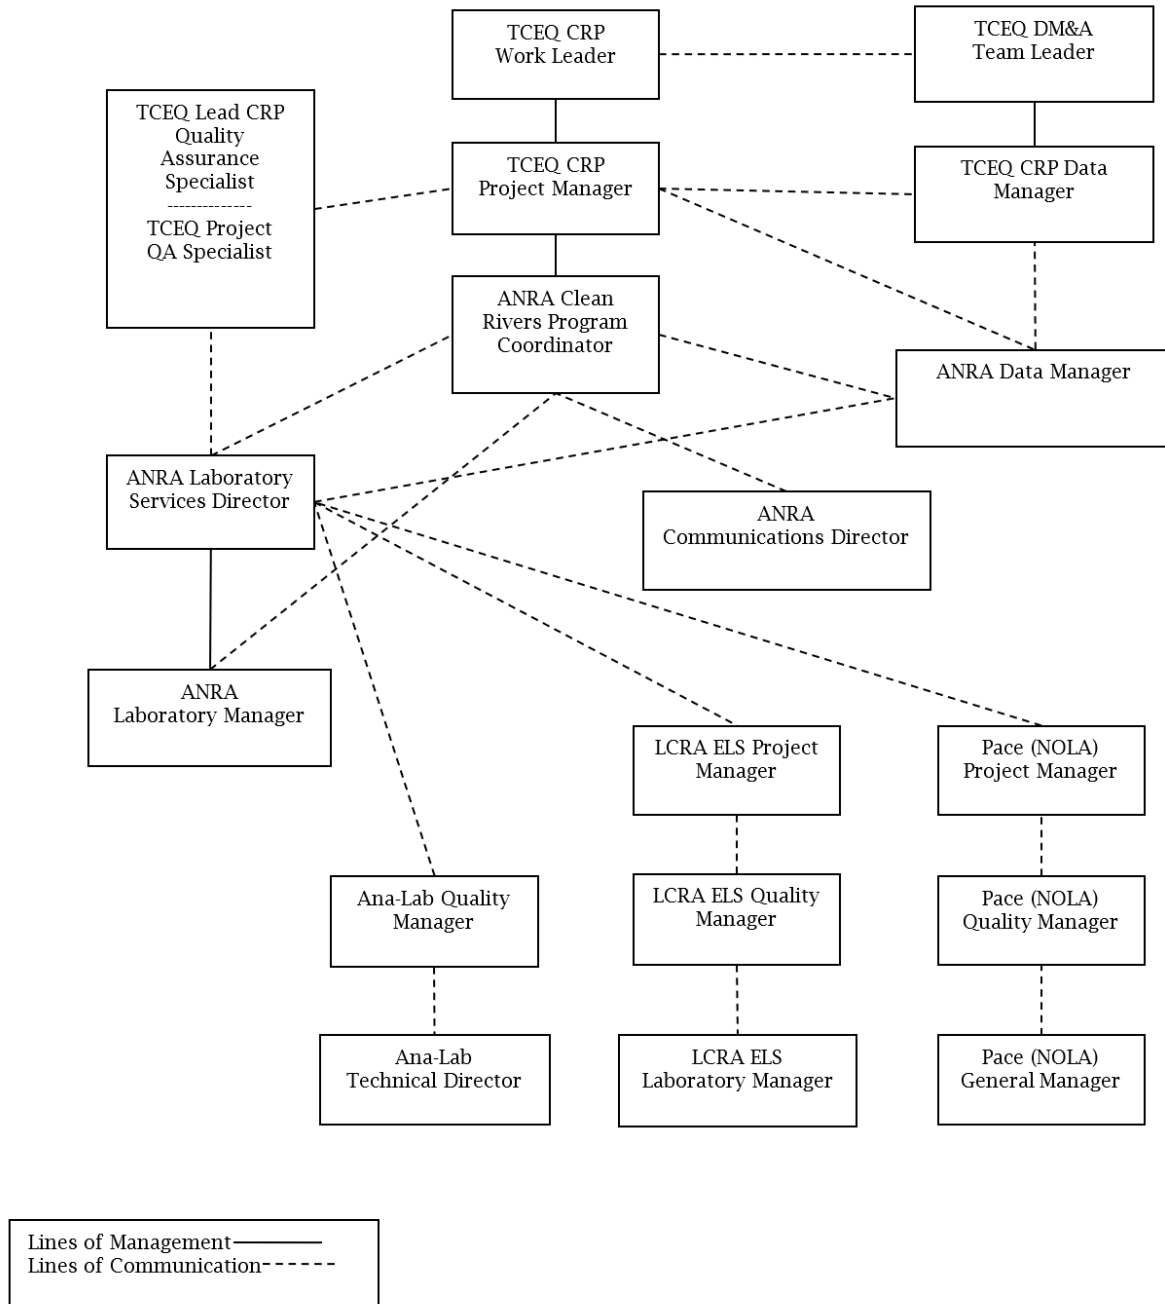 TCEQ CRP
Work Leader
TCEQ DM&A
Team Leader
TCEQ Lead CRP
Quality
Assurance
Specialist
-------------
TCEQ Project
QA Specialist
TCEQ CRP
Project Manager
TCEQ CRP Data
Manager
ANRA Clean
Rivers Program
Coordinator
ANRA Data Manager
ANRA Laboratory
Services Director
ANRA
Communications Director
ANRA
Laboratory Manager
LCRA ELS Project
Manager
Pace (NOLA)
Project Manager
Ana-Lab Quality
Manager
LCRA ELS Quality
Manager
Pace (NOLA)
Quality Manager
Ana-Lab
Technical Director
LCRA ELS
Laboratory Manager
Pace (NOLA)
General Manager
Lines of Management
Lines of Communication